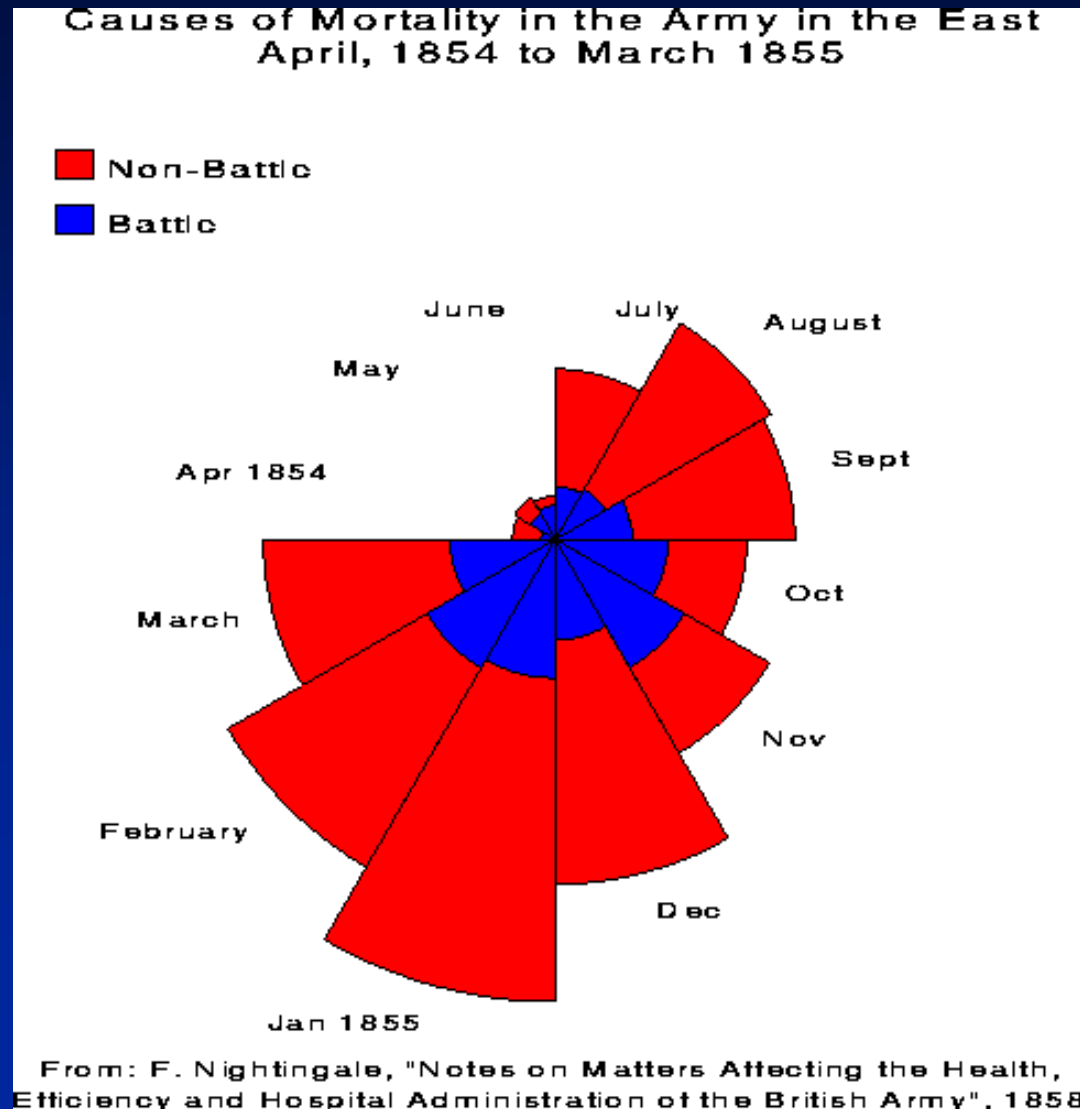 Causes of Mortality in the Army in the East
April, 1854 to March 1855
Non-Battle
Battle
June
July
August
May
Sept
Apr 1854
Oct
March
Nov
February
Dec
Jan 1855
From: F. Nightingale, "Notes on Matters Affecting the Health,
Efficiency and Hospital Administration of the British Army", 1858